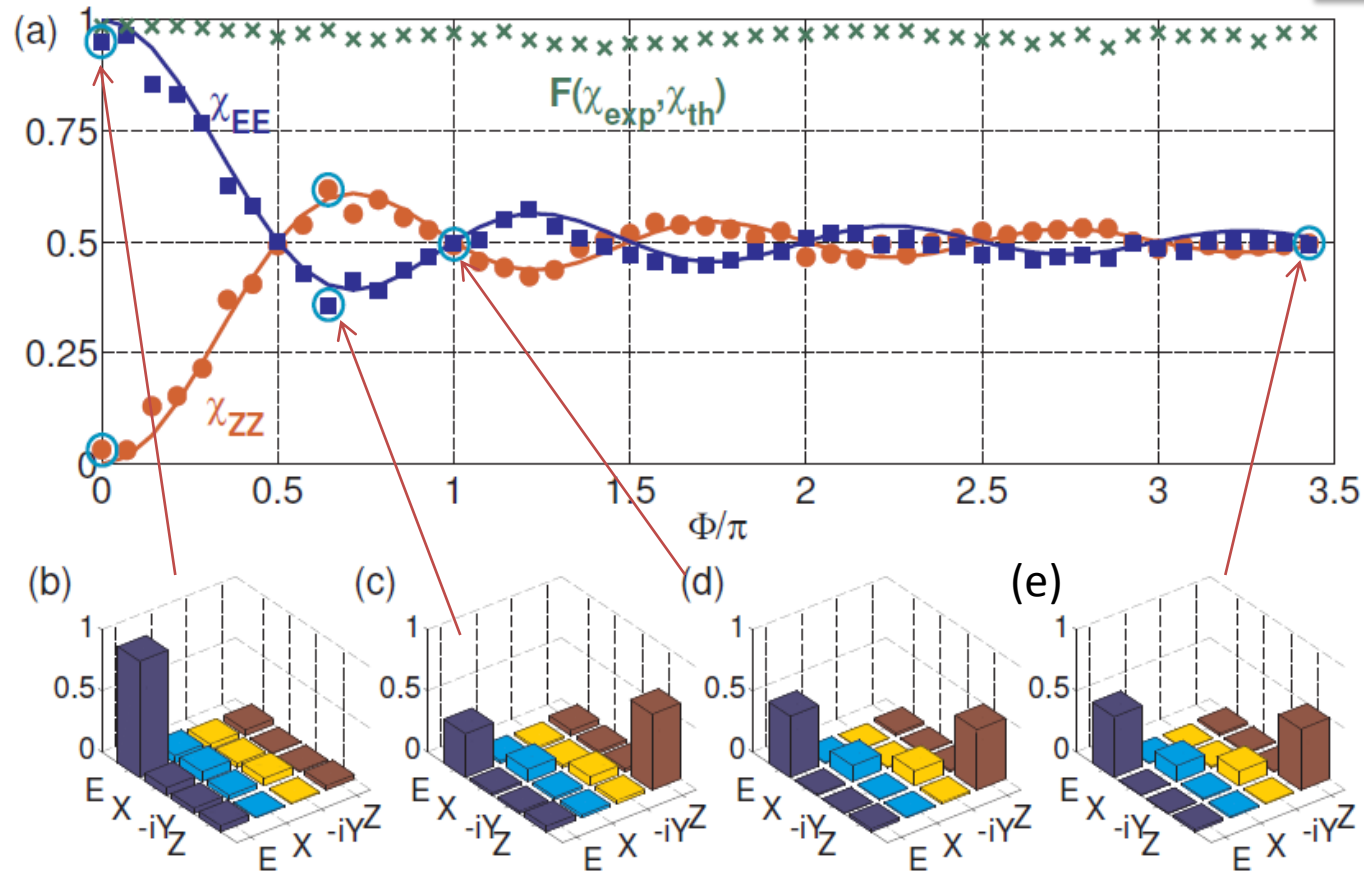 (a)
1
0.75
0.5
0.25
0
χEE
χZZ
F(χexp,χth)
0 0.5 1 1.5 2 2.5 3 3.5
Φ/π
(b) (c) (d) (e)
1 1 1 1
0.5 0.5 0.5 0.5
0 0 0 0
E X -iY Z E X -iY Z
E X -iY Z E X -iY Z
E X -iY Z E X -iY Z
E X -iY Z E X -iY Z